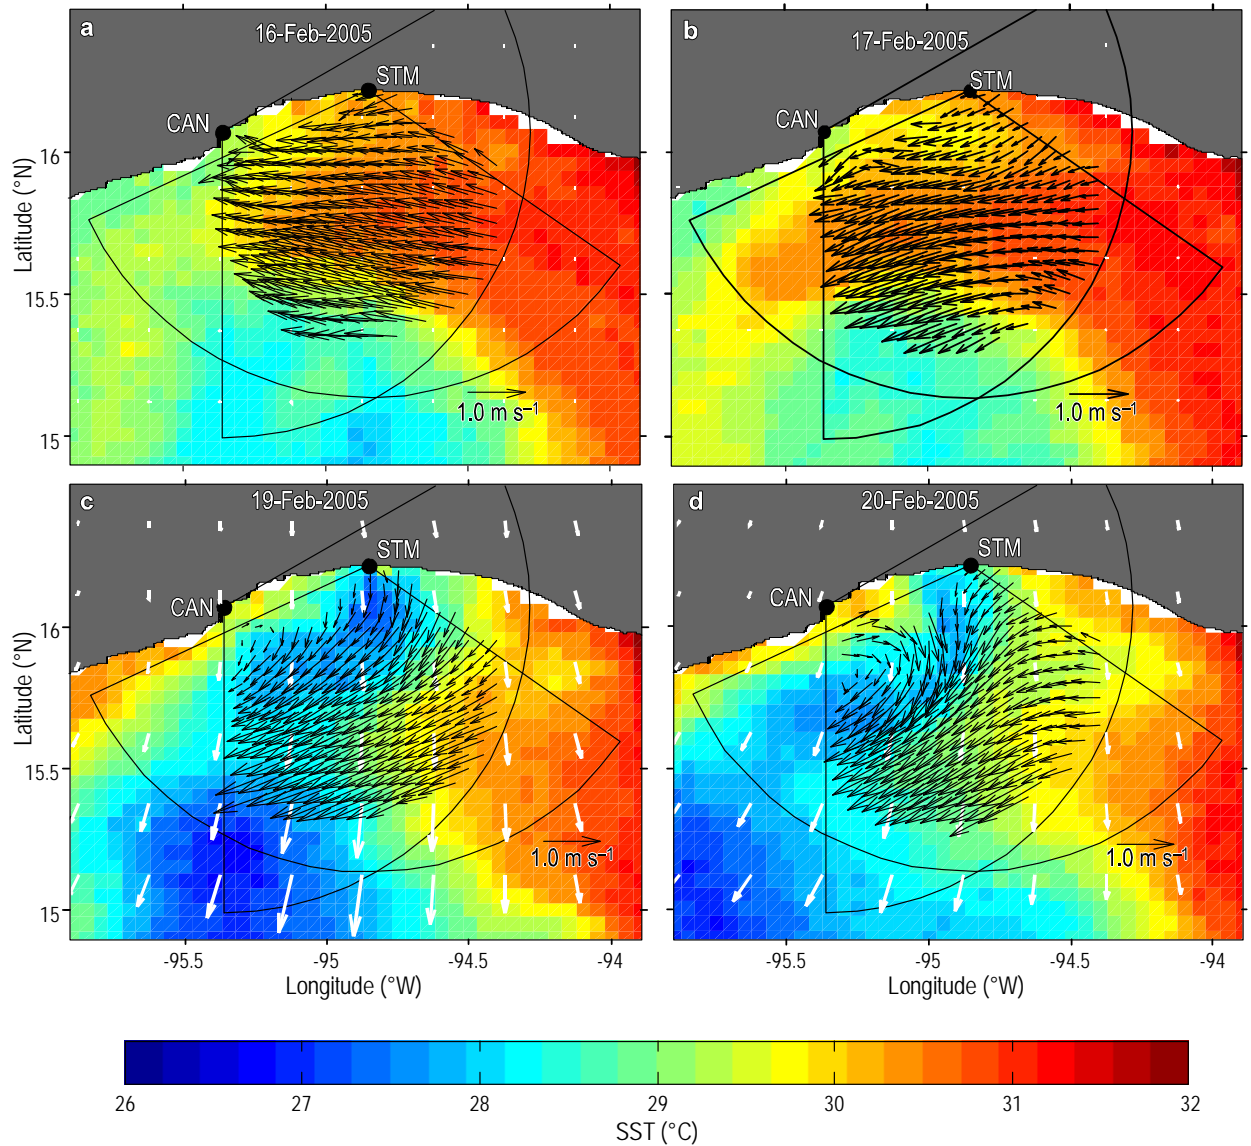 a
16-Feb-2005
STM
CAN
1.0 m s⁻¹
16
15.5
15
Latitude (°N)
b
17-Feb-2005
STM
CAN
1.0 m s⁻¹
c
19-Feb-2005
STM
CAN
1.0 m s⁻¹
16
15.5
15
Latitude (°N)
-95.5
-95
-94.5
-94
Longitude (°W)
d
20-Feb-2005
STM
CAN
1.0 m s⁻¹
-95.5
-95
-94.5
-94
Longitude (°W)
26
27
28
29
30
31
32
SST (°C)